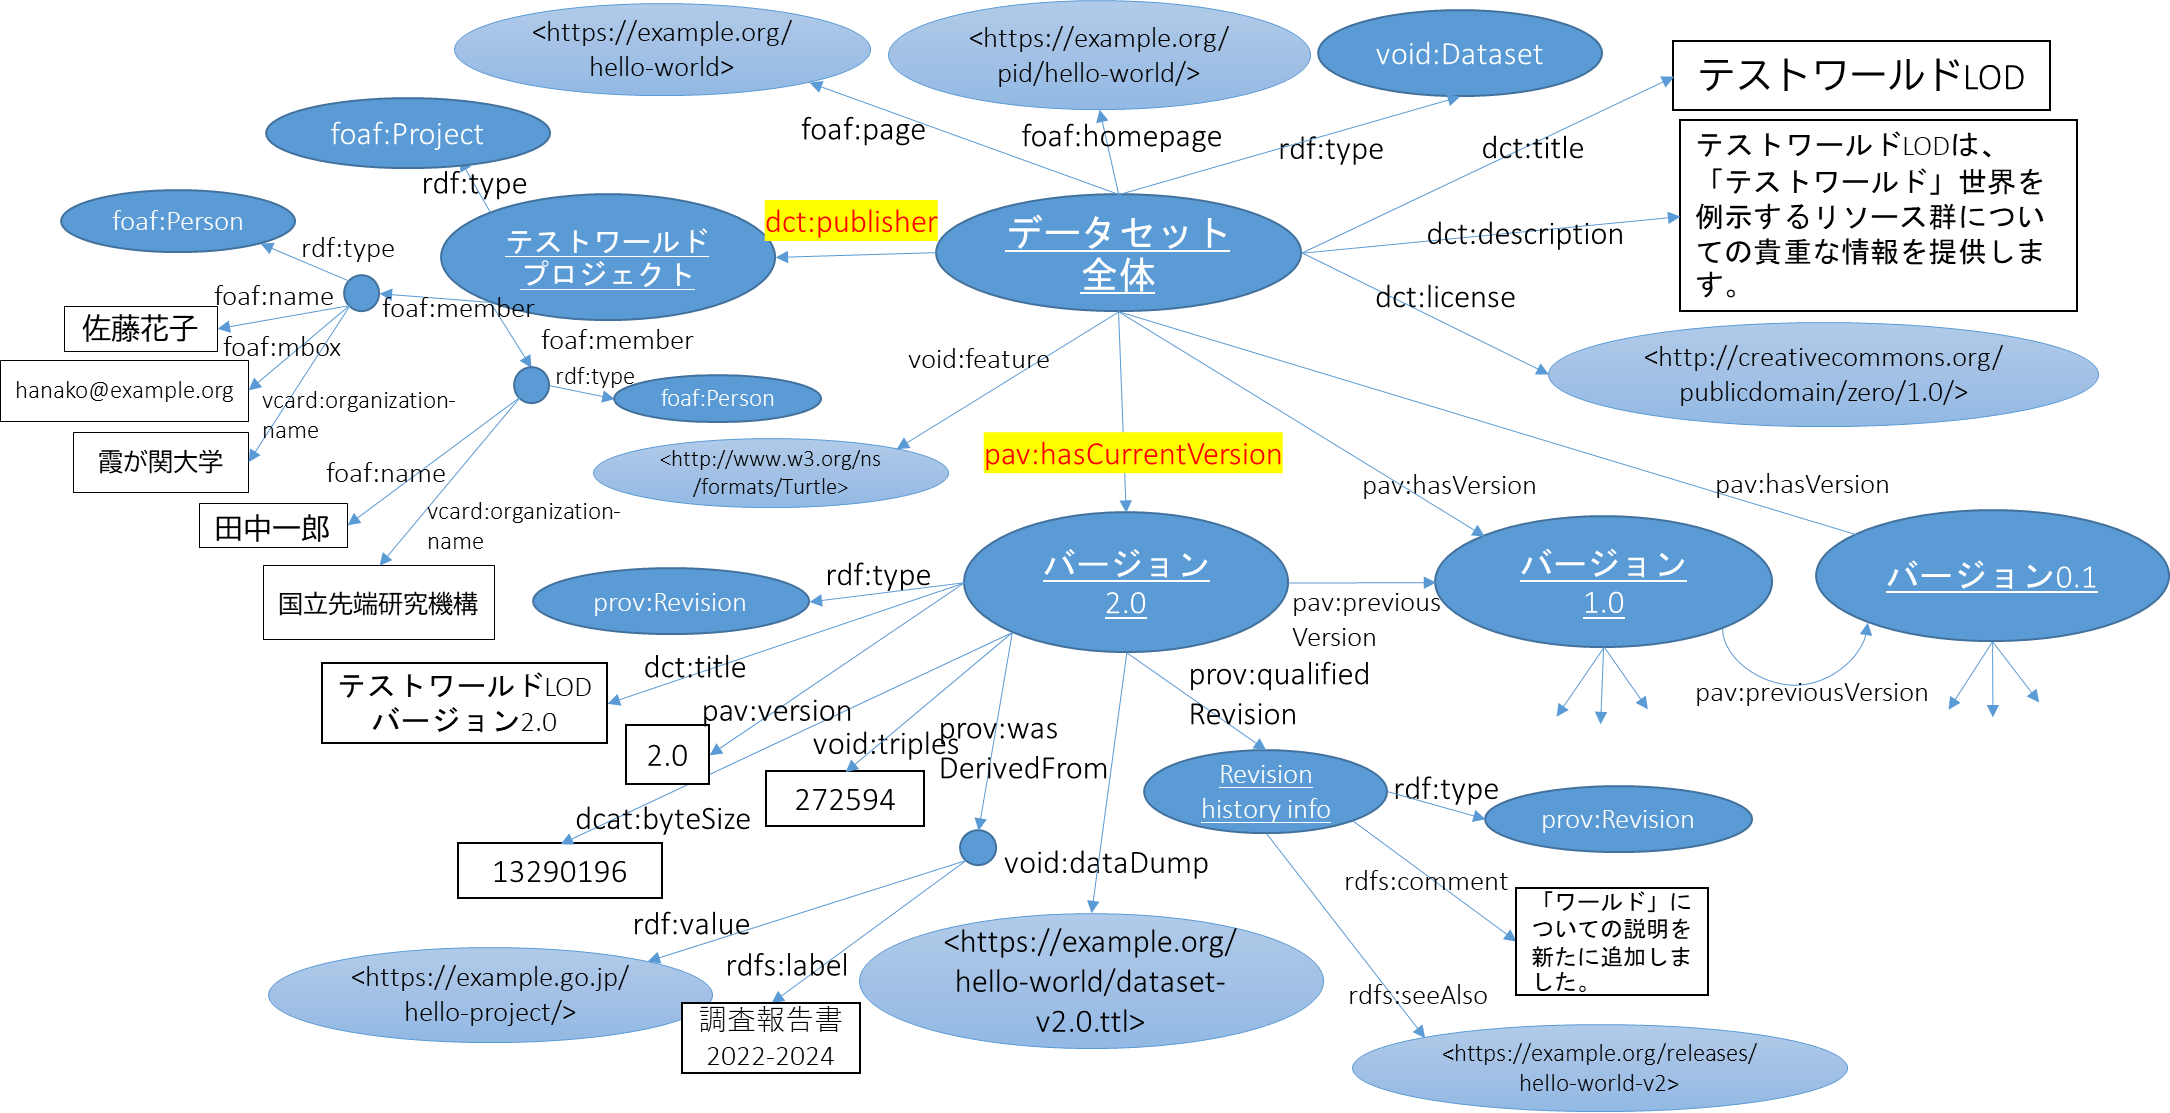 <https://example.org/
hello-world>
<https://example.org/
pid/hello-world/>
void:Dataset
テストワールドLOD
foaf:Project
foaf:page
foaf:homepage
rdf:type
dct:title
テストワールドLODは、
「テストワールド」世界を
例示するリソース群につい
ての貴重な情報を提供しま
す。
rdf:type
foaf:Person
dct:publisher
データセット
全体
テストワールド
プロジェクト
dct:description
rdf:type
foaf:name
foaf:member
dct:license
佐藤花子
foaf:mbox
foaf:member
void:feature
<http://creativecommons.org/
publicdomain/zero/1.0/>
hanako@example.org
rdf:type
foaf:Person
vcard:organization-
name
霞が関大学
foaf:name
<http://www.w3.org/ns
/formats/Turtle>
pav:hasCurrentVersion
pav:hasVersion
pav:hasVersion
田中一郎
vcard:organization-
name
国立先端研究機構
rdf:type
prov:Revision
バージョン
2.0
pav:previous
Version
バージョン
1.0
バージョン0.1
dct:title
テストワールドLOD
バージョン2.0
pav:version
2.0
void:triples
272594
prov:was
DerivedFrom
prov:qualified
Revision
pav:previousVersion
Revision
history info
rdf:type
prov:Revision
dcat:byteSize
13290196
void:dataDump
rdfs:comment
「ワールド」に
ついての説明を
新たに追加しま
した。
rdf:value
rdfs:label
<https://example.go.jp/
hello-project/>
調査報告書
2022-2024
<https://example.org/
hello-world/dataset-
v2.0.ttl>
rdfs:seeAlso
<https://example.org/releases/
hello-world-v2>